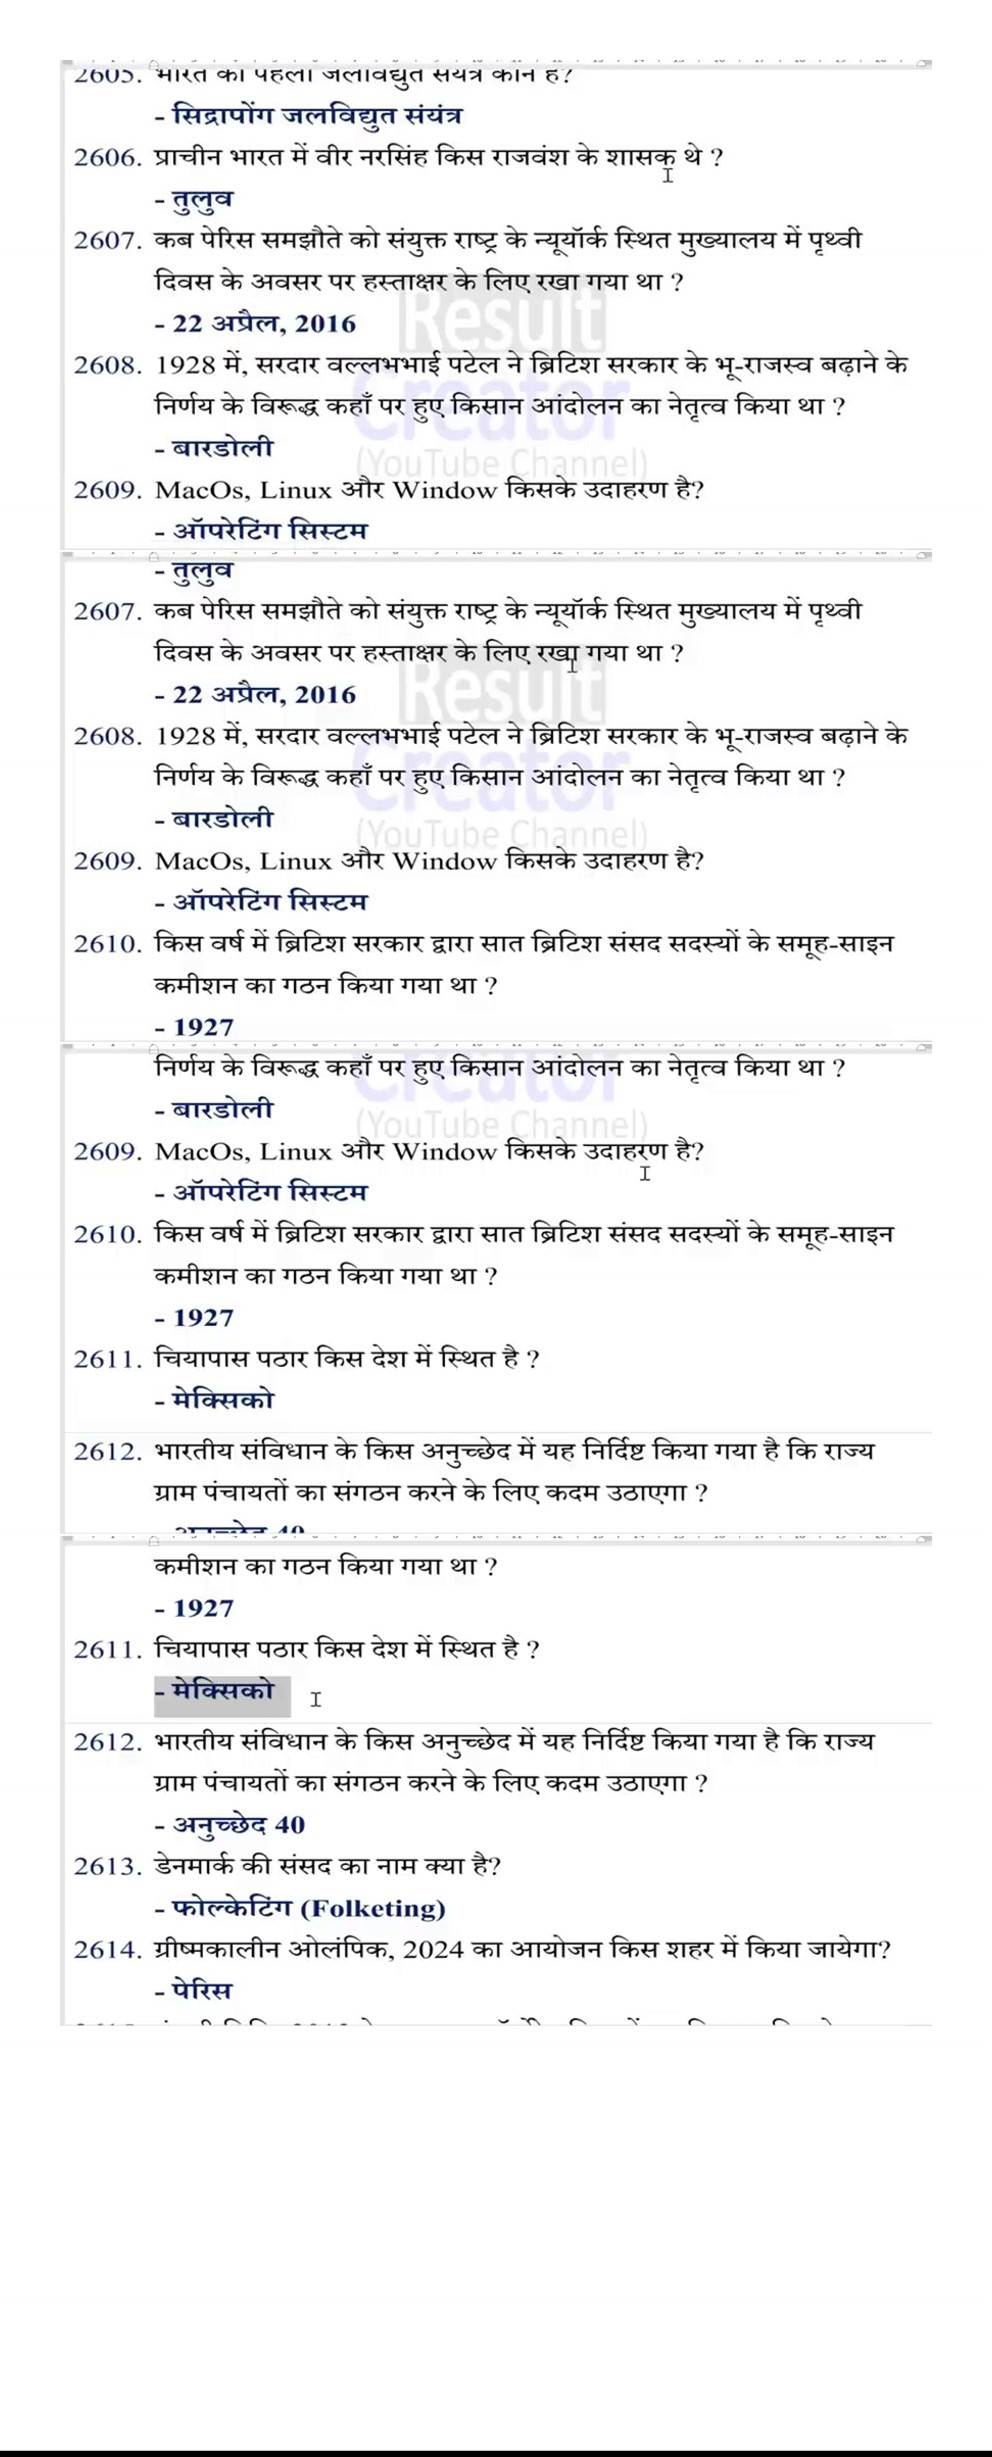 2605. भारत का पहला जलविद्युत संयंत्र कौन है?
- सिद्रापोंग जलविद्युत संयंत्र
2606. प्राचीन भारत में वीर नरसिंह किस राजवंश के शासक थे ?
- तुलुव
2607. कब पेरिस समझौते को संयुक्त राष्ट्र के न्यूयॉर्क स्थित मुख्यालय में पृथ्वी
दिवस के अवसर पर हस्ताक्षर के लिए रखा गया था ?
Result
- 22 अप्रैल, 2016
2608. 1928 में, सरदार वल्लभभाई पटेल ने ब्रिटिश सरकार के भू-राजस्व बढ़ाने के
Creator
निर्णय के विरूद्ध कहाँ पर हुए किसान आंदोलन का नेतृत्व किया था ?
- बारडोली
(YouTube Channel)
2609. MacOs, Linux और Window किसके उदाहरण है?
- ऑपरेटिंग सिस्टम
- तुलुव
2607. कब पेरिस समझौते को संयुक्त राष्ट्र के न्यूयॉर्क स्थित मुख्यालय में पृथ्वी
दिवस के अवसर पर हस्ताक्षर के लिए रखा गया था ?
Result
- 22 अप्रैल, 2016
2608. 1928 में, सरदार वल्लभभाई पटेल ने ब्रिटिश सरकार के भू-राजस्व बढ़ाने के
Creator
निर्णय के विरूद्ध कहाँ पर हुए किसान आंदोलन का नेतृत्व किया था ?
- बारडोली
(YouTube Channel)
2609. MacOs, Linux और Window किसके उदाहरण है?
- ऑपरेटिंग सिस्टम
2610. किस वर्ष में ब्रिटिश सरकार द्वारा सात ब्रिटिश संसद सदस्यों के समूह-साइन
कमीशन का गठन किया गया था ?
- 1927
Creator
निर्णय के विरूद्ध कहाँ पर हुए किसान आंदोलन का नेतृत्व किया था ?
- बारडोली
(YouTube Channel)
2609. MacOs, Linux और Window किसके उदाहरण है?
- ऑपरेटिंग सिस्टम
2610. किस वर्ष में ब्रिटिश सरकार द्वारा सात ब्रिटिश संसद सदस्यों के समूह-साइन
कमीशन का गठन किया गया था ?
- 1927
2611. चियापास पठार किस देश में स्थित है ?
- मेक्सिको
2612. भारतीय संविधान के किस अनुच्छेद में यह निर्दिष्ट किया गया है कि राज्य
ग्राम पंचायतों का संगठन करने के लिए कदम उठाएगा ?
- अनुच्छेद 40
कमीशन का गठन किया गया था ?
- 1927
2611. चियापास पठार किस देश में स्थित है ?
- मेक्सिको
2612. भारतीय संविधान के किस अनुच्छेद में यह निर्दिष्ट किया गया है कि राज्य
ग्राम पंचायतों का संगठन करने के लिए कदम उठाएगा ?
- अनुच्छेद 40
2613. डेनमार्क की संसद का नाम क्या है?
- फोल्केटिंग (Folketing)
2614. ग्रीष्मकालीन ओलंपिक, 2024 का आयोजन किस शहर में किया जायेगा?
- पेरिस